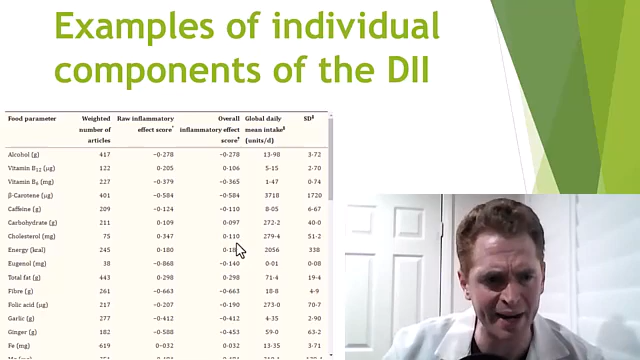 Examples of individual
components of the DII
Food parameter Weighted number of articles Raw inflammatory effect score* Overall inflammatory effect score† Global daily mean intake‡ (units/d) SD‡
Alcohol (g) 417 −0·278 −0·278 13·98 3·72
Vitamin B12 (μg) 122 0·205 0·106 5·15 2·70
Vitamin B6 (mg) 227 −0·379 −0·365 1·47 0·74
β-Carotene (μg) 401 −0·584 −0·584 3718 1720
Caffeine (g) 209 −0·124 −0·110 8·05 6·67
Carbohydrate (g) 211 0·109 0·097 272·2 40·0
Cholesterol (mg) 75 0·347 0·110 279·4 51·2
Energy (kcal) 245 0·180 2056 338
Eugenol (mg) 38 −0·868 −0·140 0·01 0·08
Total fat (g) 443 0·298 0·298 71·4 19·4
Fibre (g) 261 −0·663 −0·663 18·8 4·9
Folic acid (μg) 217 −0·207 −0·190 273·0 70·7
Garlic (g) 277 −0·412 −0·412 4·35 2·90
Ginger (g) 182 −0·588 −0·453 59·0 63·2
Fe (mg) 619 0·032 0·032 13·35 3·71